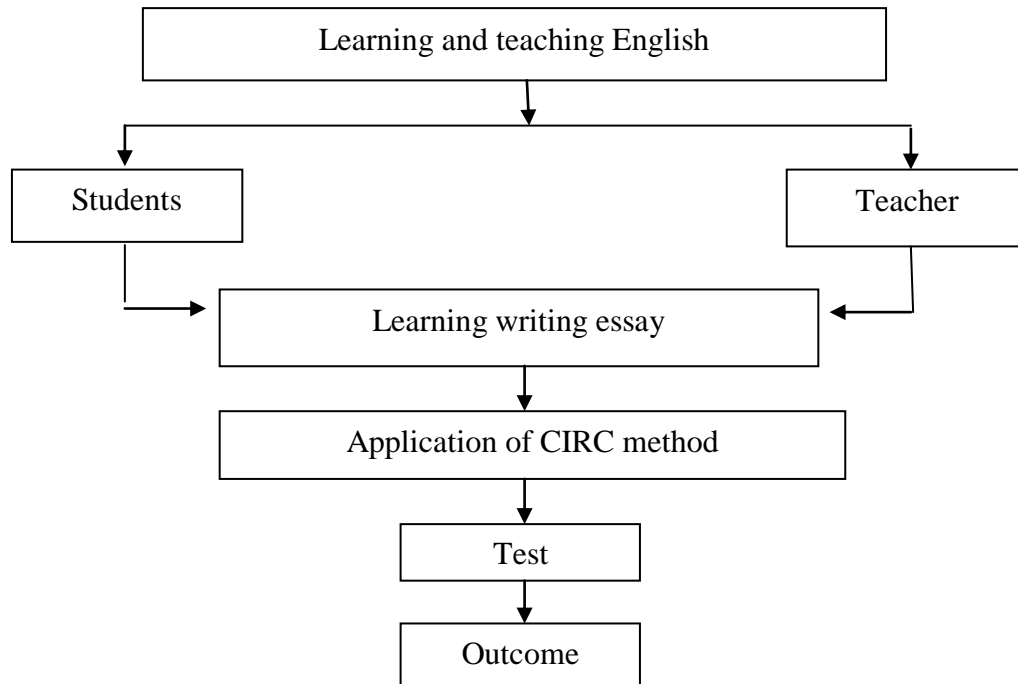 Learning and teaching English
Students
Teacher
Learning writing essay
Application of CIRC method
Test
Outcome